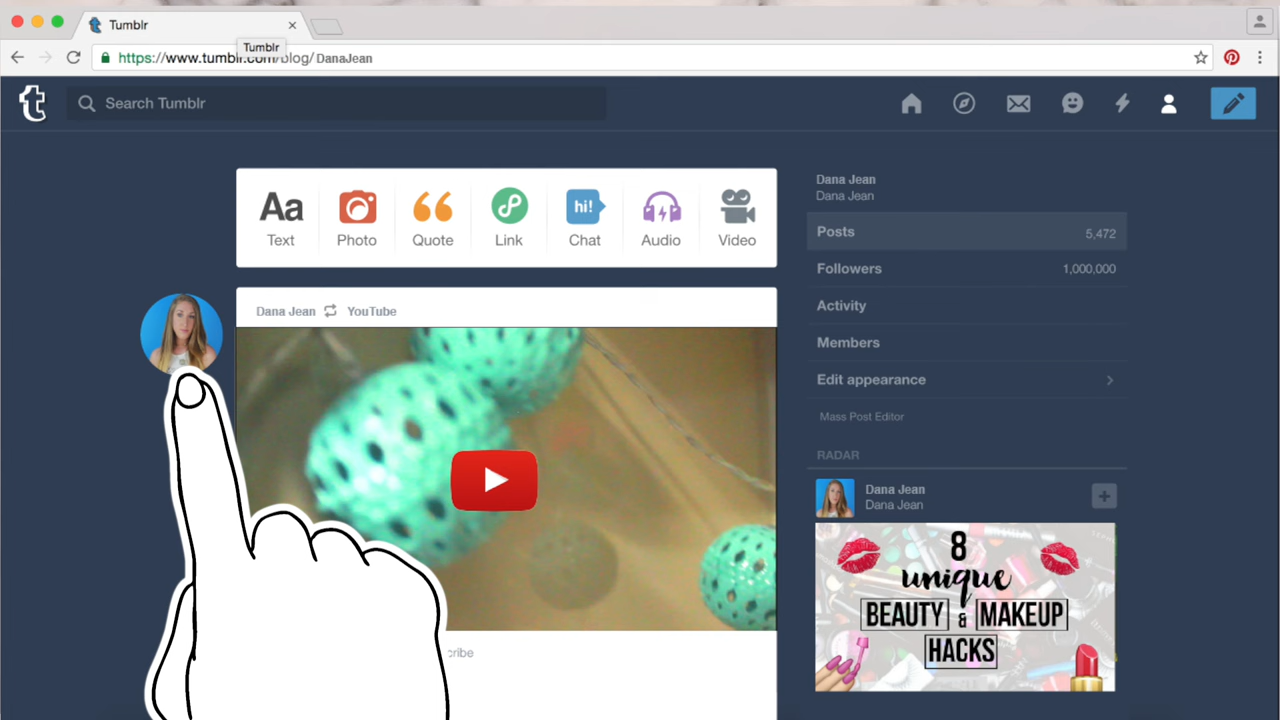 Tumblr
Tumblr
https://www.tumblr.com/blog/DanaJean
Search Tumblr
Aa
hi!
Text
Photo
Quote
Link
Chat
Audio
Video
Dana Jean
YouTube
cribe
Dana Jean
Dana Jean
Posts
5,472
Followers
1,000,000
Activity
Members
Edit appearance
Mass Post Editor
RADAR
Dana Jean
Dana Jean
8
unique
BEAUTY & MAKEUP
HACKS